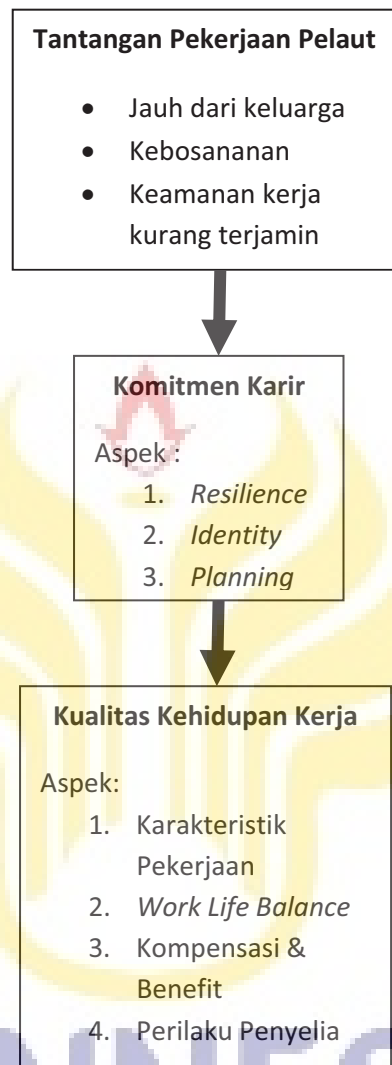 Tantangan Pekerjaan Pelaut
• Jauh dari keluarga
• Kebosananan
• Keamanan kerja
kurang terjamin
Komitmen Karir
Aspek :
1. Resilience
2. Identity
3. Planning
Kualitas Kehidupan Kerja
Aspek:
1. Karakteristik
Pekerjaan
2. Work Life Balance
3. Kompensasi &
Benefit
4. Perilaku Penyelia